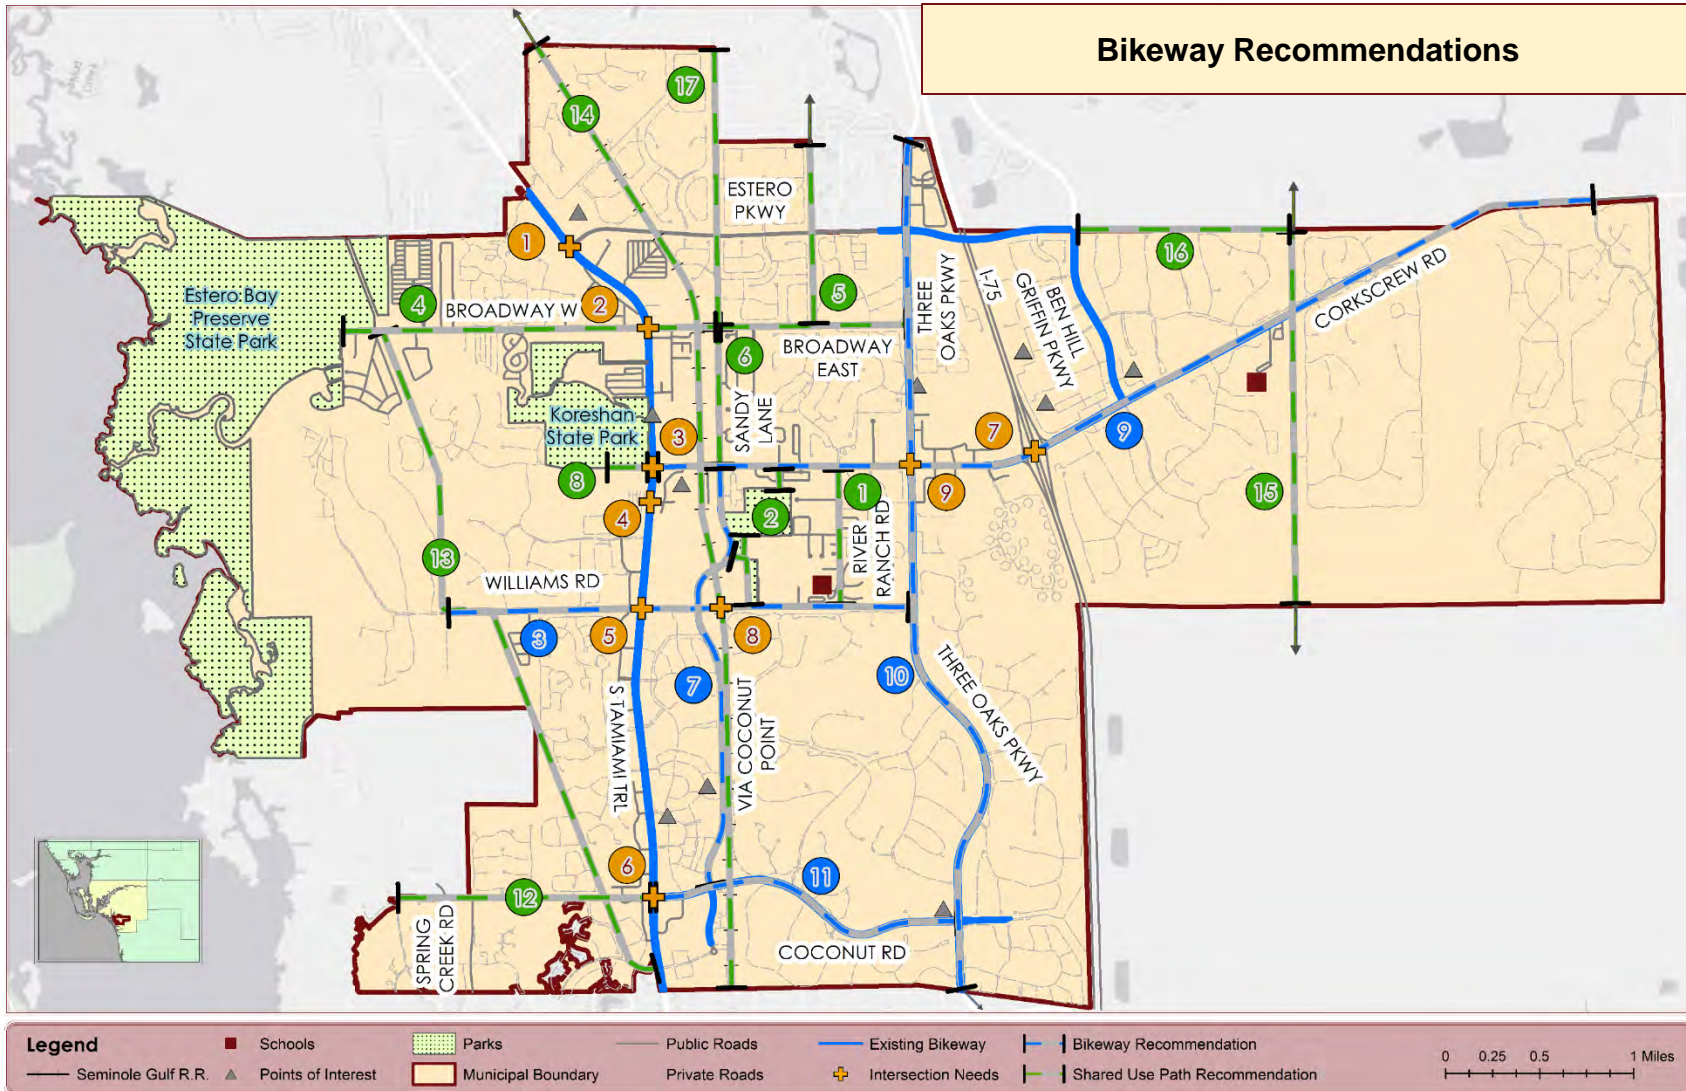 Bikeway Recommendations
17
14
ESTERO
PKWY
1
16
Estero Bay
Preserve
State Park
4
BROADWAY W
2
5
THREE
OAKS PKWY
I-75
BEN HILL
GRIFFIN PKWY
CORKSCREW RD
6
BROADWAY
EAST
Koreshan
State Park
3
SANDY
LANE
7
9
8
4
2
1
RIVER
RANCH RD
9
15
13
WILLIAMS RD
3
5
8
7
10
S TAMIAMI TRL
VIA COCONUT
POINT
THREE OAKS PKWY
6
11
12
SPRING
CREEK RD
COCONUT RD
Legend
Schools
Parks
Public Roads
Existing Bikeway
Bikeway Recommendation
Seminole Gulf R.R.
Points of Interest
Municipal Boundary
Private Roads
Intersection Needs
Shared Use Path Recommendation
0 0.25 0.5 1 Miles